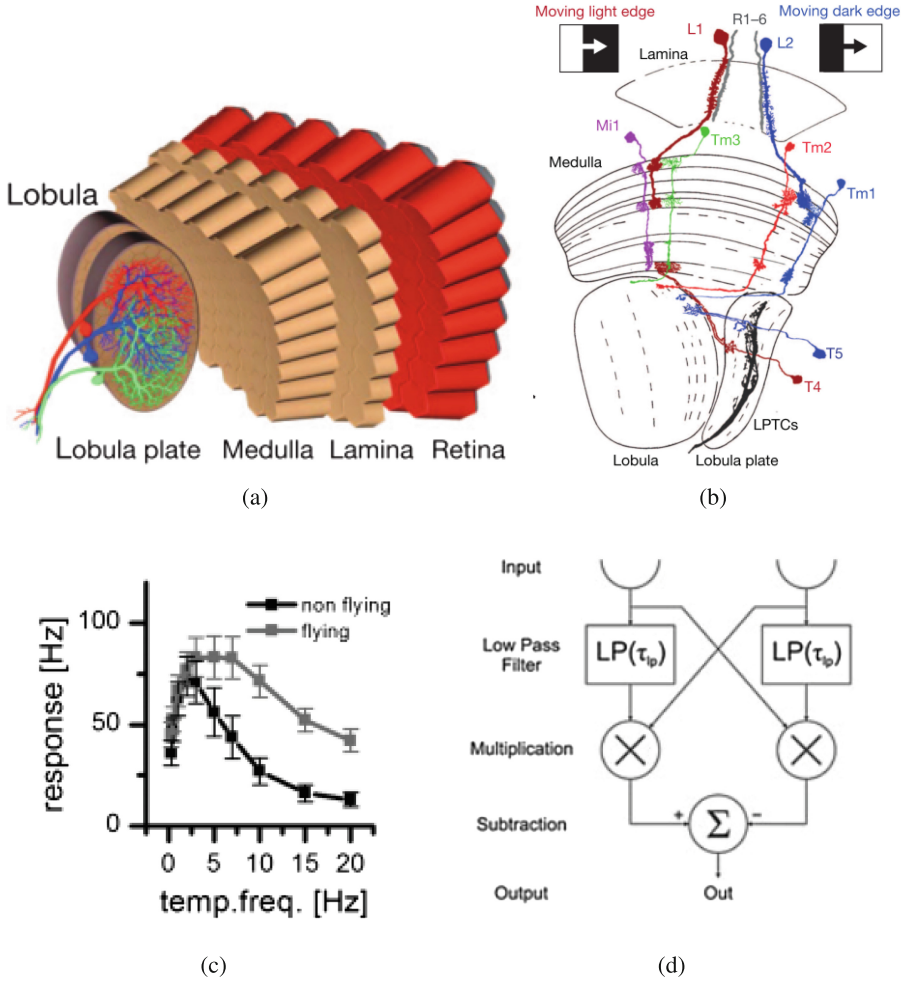 Lobula
Lobula plate Medulla Lamina Retina
(a)
Moving light edge
L1
R1–6
L2
Moving dark edge
Lamina
Mi1
Tm3
Tm2
Medulla
Tm1
T5
T4
LPTCs
Lobula Lobula plate
(b)
response [Hz]
100
50
0
non flying
flying
0 5 10 15 20
temp.freq. [Hz]
(c)
Input
Low Pass
Filter
LP(τlp) LP(τlp)
Multiplication
× ×
Subtraction
+ Σ −
Output Out
(d)